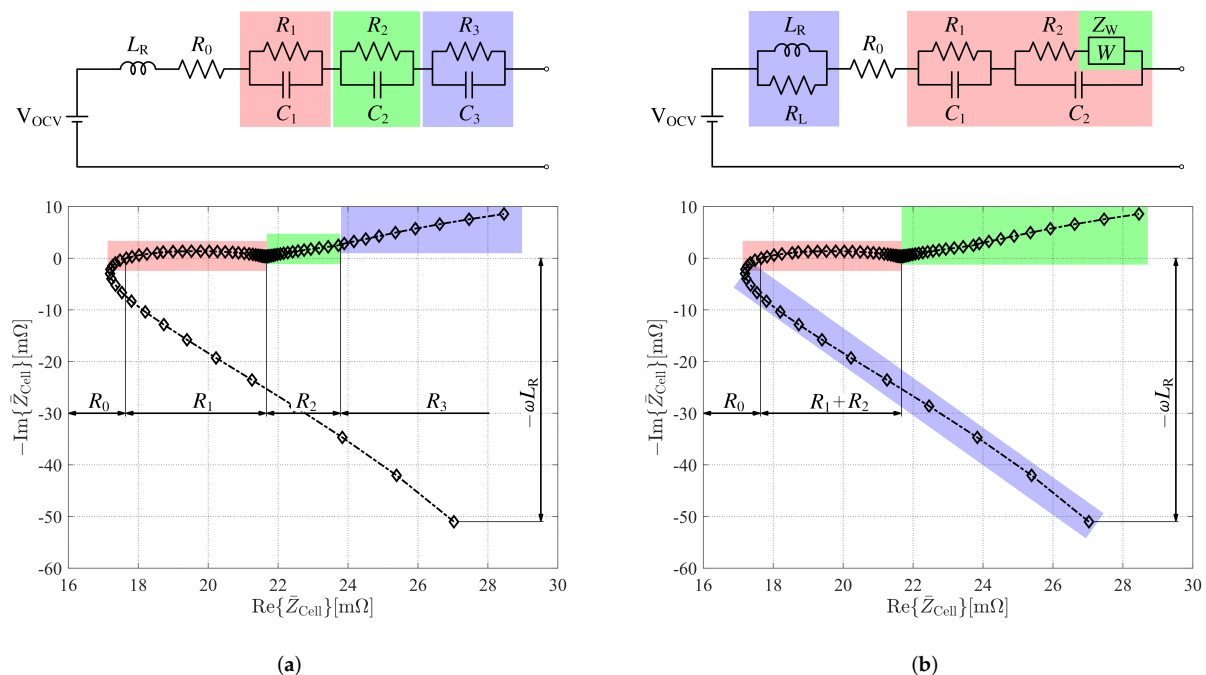 L_R R_0 R_1 R_2 R_3
V_OCV
C_1 C_2 C_3
10
0
-10
-20
-30
-40
-50
-60
−Im{Z̄_Cell}[mΩ]
R_0 R_1 R_2 R_3
−ωL_R
16 18 20 22 24 26 28 30
Re{Z̄_Cell}[mΩ]
(a)
L_R R_0 R_1 R_2 Z_W
W
V_OCV
R_L C_1 C_2
10
0
-10
-20
-30
-40
-50
-60
−Im{Z̄_Cell}[mΩ]
R_0 R_1+R_2
−ωL_R
16 18 20 22 24 26 28 30
Re{Z̄_Cell}[mΩ]
(b)